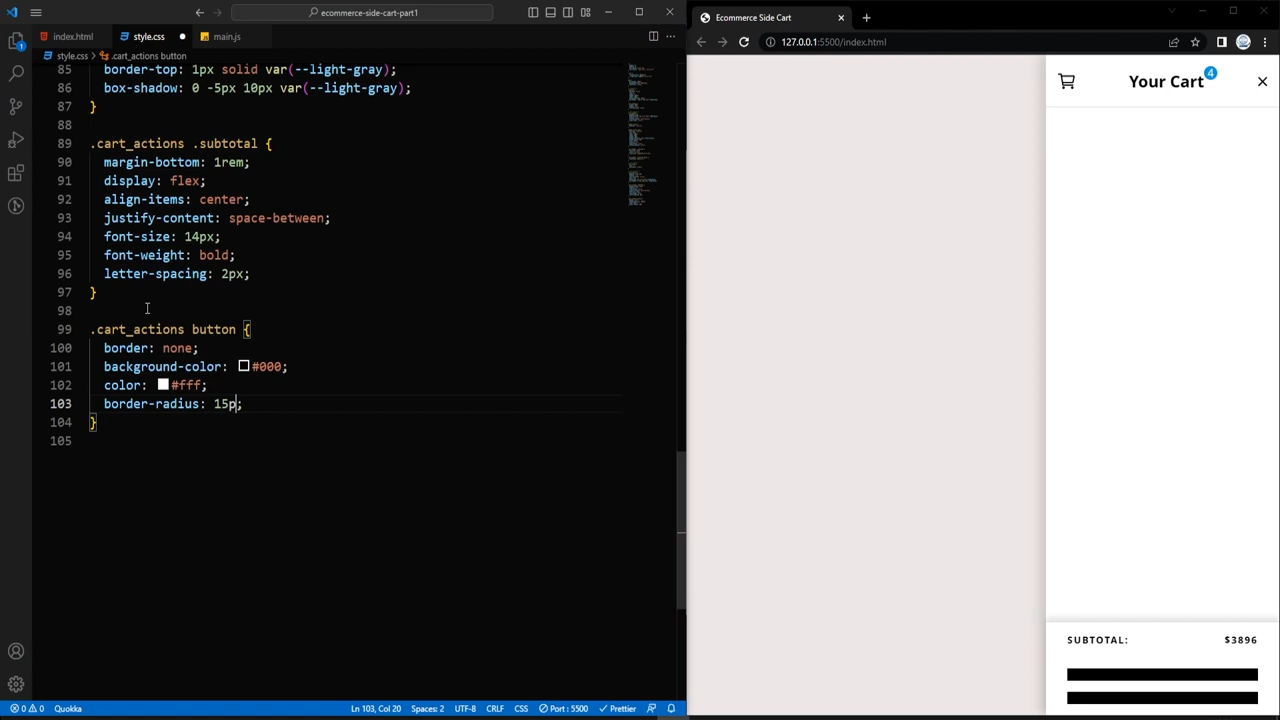 ecommerce-side-cart-part1
index.html
style.css
main.js
style.css > .cart_actions button
85 border-top: 1px solid var(--light-gray);
86 box-shadow: 0 -5px 10px var(--light-gray);
87 }
88
89 .cart_actions .subtotal {
90 margin-bottom: 1rem;
91 display: flex;
92 align-items: center;
93 justify-content: space-between;
94 font-size: 14px;
95 font-weight: bold;
96 letter-spacing: 2px;
97 }
98
99 .cart_actions button {
100 border: none;
101 background-color: #000;
102 color: #fff;
103 border-radius: 15p;
104 }
105
0 0 Quokka
Ln 103, Col 20 Spaces: 2 UTF-8 CRLF CSS Port : 5500 Prettier
Ecommerce Side Cart
127.0.0.1:5500/index.html
Your Cart 4
SUBTOTAL: $3896